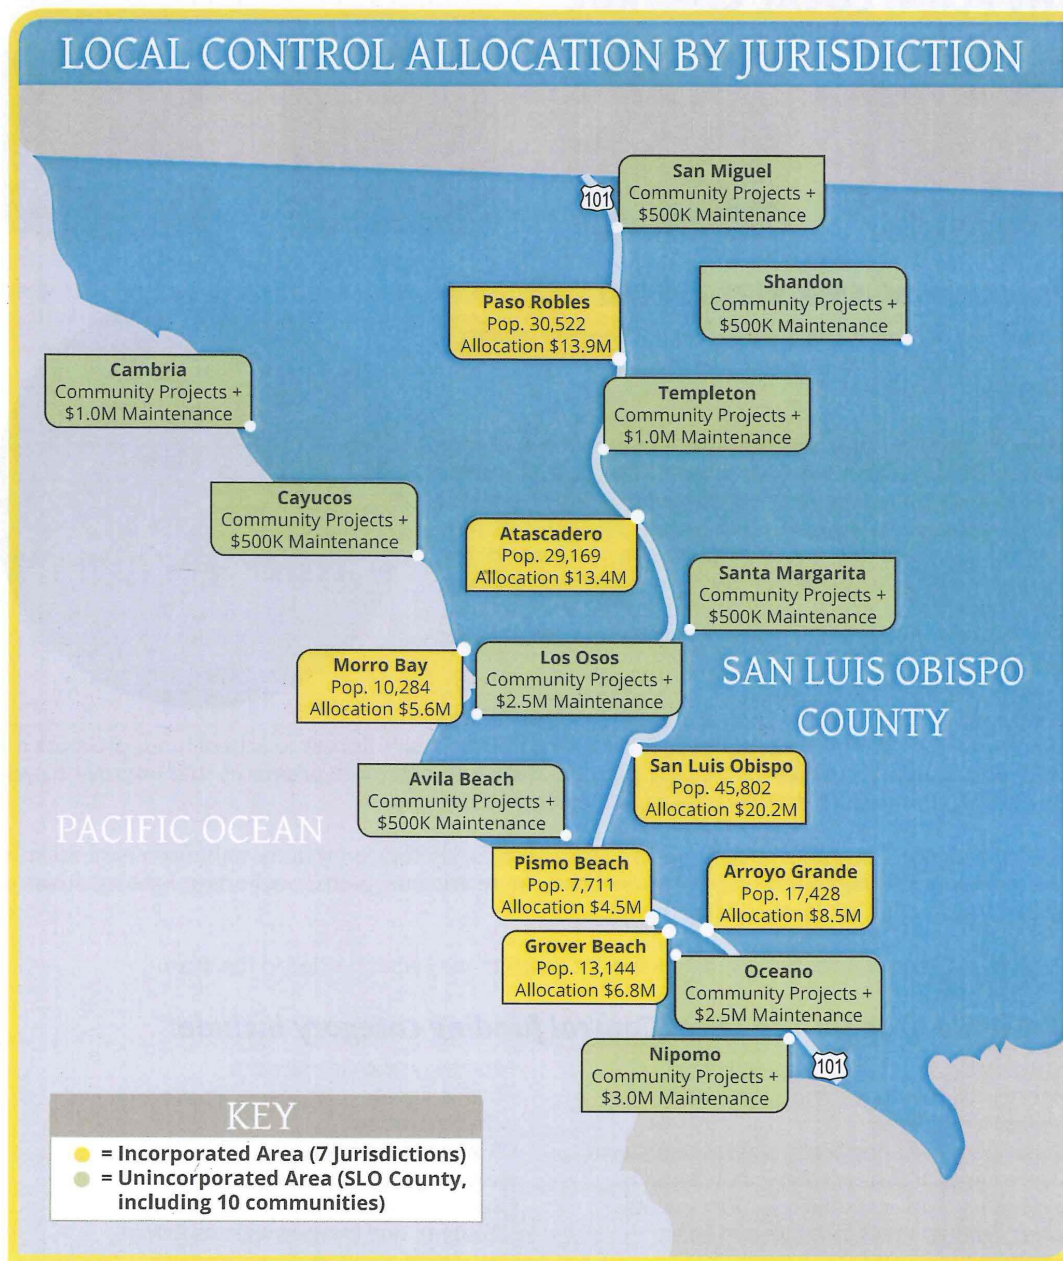 LOCAL CONTROL ALLOCATION BY JURISDICTION
San Miguel
Community Projects +
$500K Maintenance
101
Shandon
Community Projects +
$500K Maintenance
Paso Robles
Pop. 30,522
Allocation $13.9M
Cambria
Community Projects +
$1.0M Maintenance
Templeton
Community Projects +
$1.0M Maintenance
Cayucos
Community Projects +
$500K Maintenance
Atascadero
Pop. 29,169
Allocation $13.4M
Santa Margarita
Community Projects +
$500K Maintenance
Morro Bay
Pop. 10,284
Allocation $5.6M
Los Osos
Community Projects +
$2.5M Maintenance
SAN LUIS OBISPO
COUNTY
San Luis Obispo
Pop. 45,802
Allocation $20.2M
Avila Beach
Community Projects +
$500K Maintenance
PACIFIC OCEAN
Pismo Beach
Pop. 7,711
Allocation $4.5M
Arroyo Grande
Pop. 17,428
Allocation $8.5M
Grover Beach
Pop. 13,144
Allocation $6.8M
Oceano
Community Projects +
$2.5M Maintenance
Nipomo
Community Projects +
$3.0M Maintenance
101
KEY
= Incorporated Area (7 Jurisdictions)
= Unincorporated Area (SLO County,
including 10 communities)